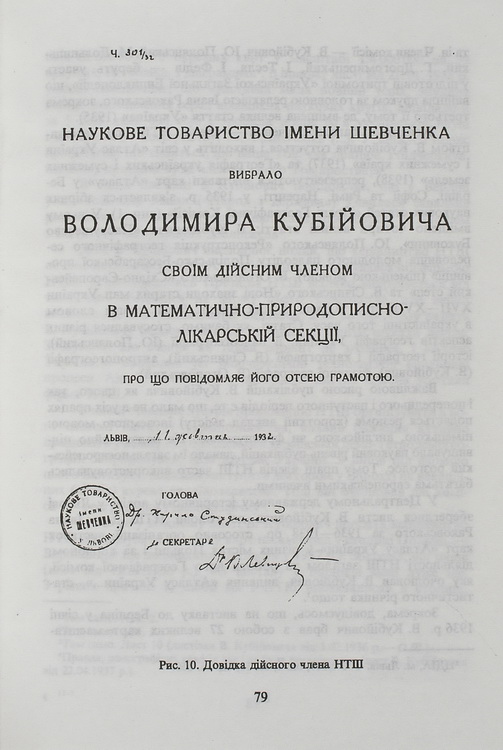 Ч. 301/32
НАУКОВЕ ТОВАРИСТВО ІМЕНИ ШЕВЧЕНКА
ВИБРАЛО
ВОЛОДИМИРА КУБІЙОВИЧА
СВОЇМ ДІЙСНИМ ЧЛЕНОМ
В МАТЕМАТИЧНО-ПРИРОДОПИСНО-
ЛІКАРСЬКІЙ СЕКЦІЇ,
ПРО ЩО ПОВІДОМЛЯЄ ЙОГО ОТСЕЮ ГРАМОТОЮ.
ЛЬВІВ, 11. жовтня 1932
ГОЛОВА
Др. Кирило Студинський
НАУКОВЕ ТОВАРИСТВО
імени
ШЕВЧЕНКА
У ЛЬВОВІ
СЕКРЕТАР
Др В. Левицький
Рис. 10. Довідка дійсного члена НТШ
79